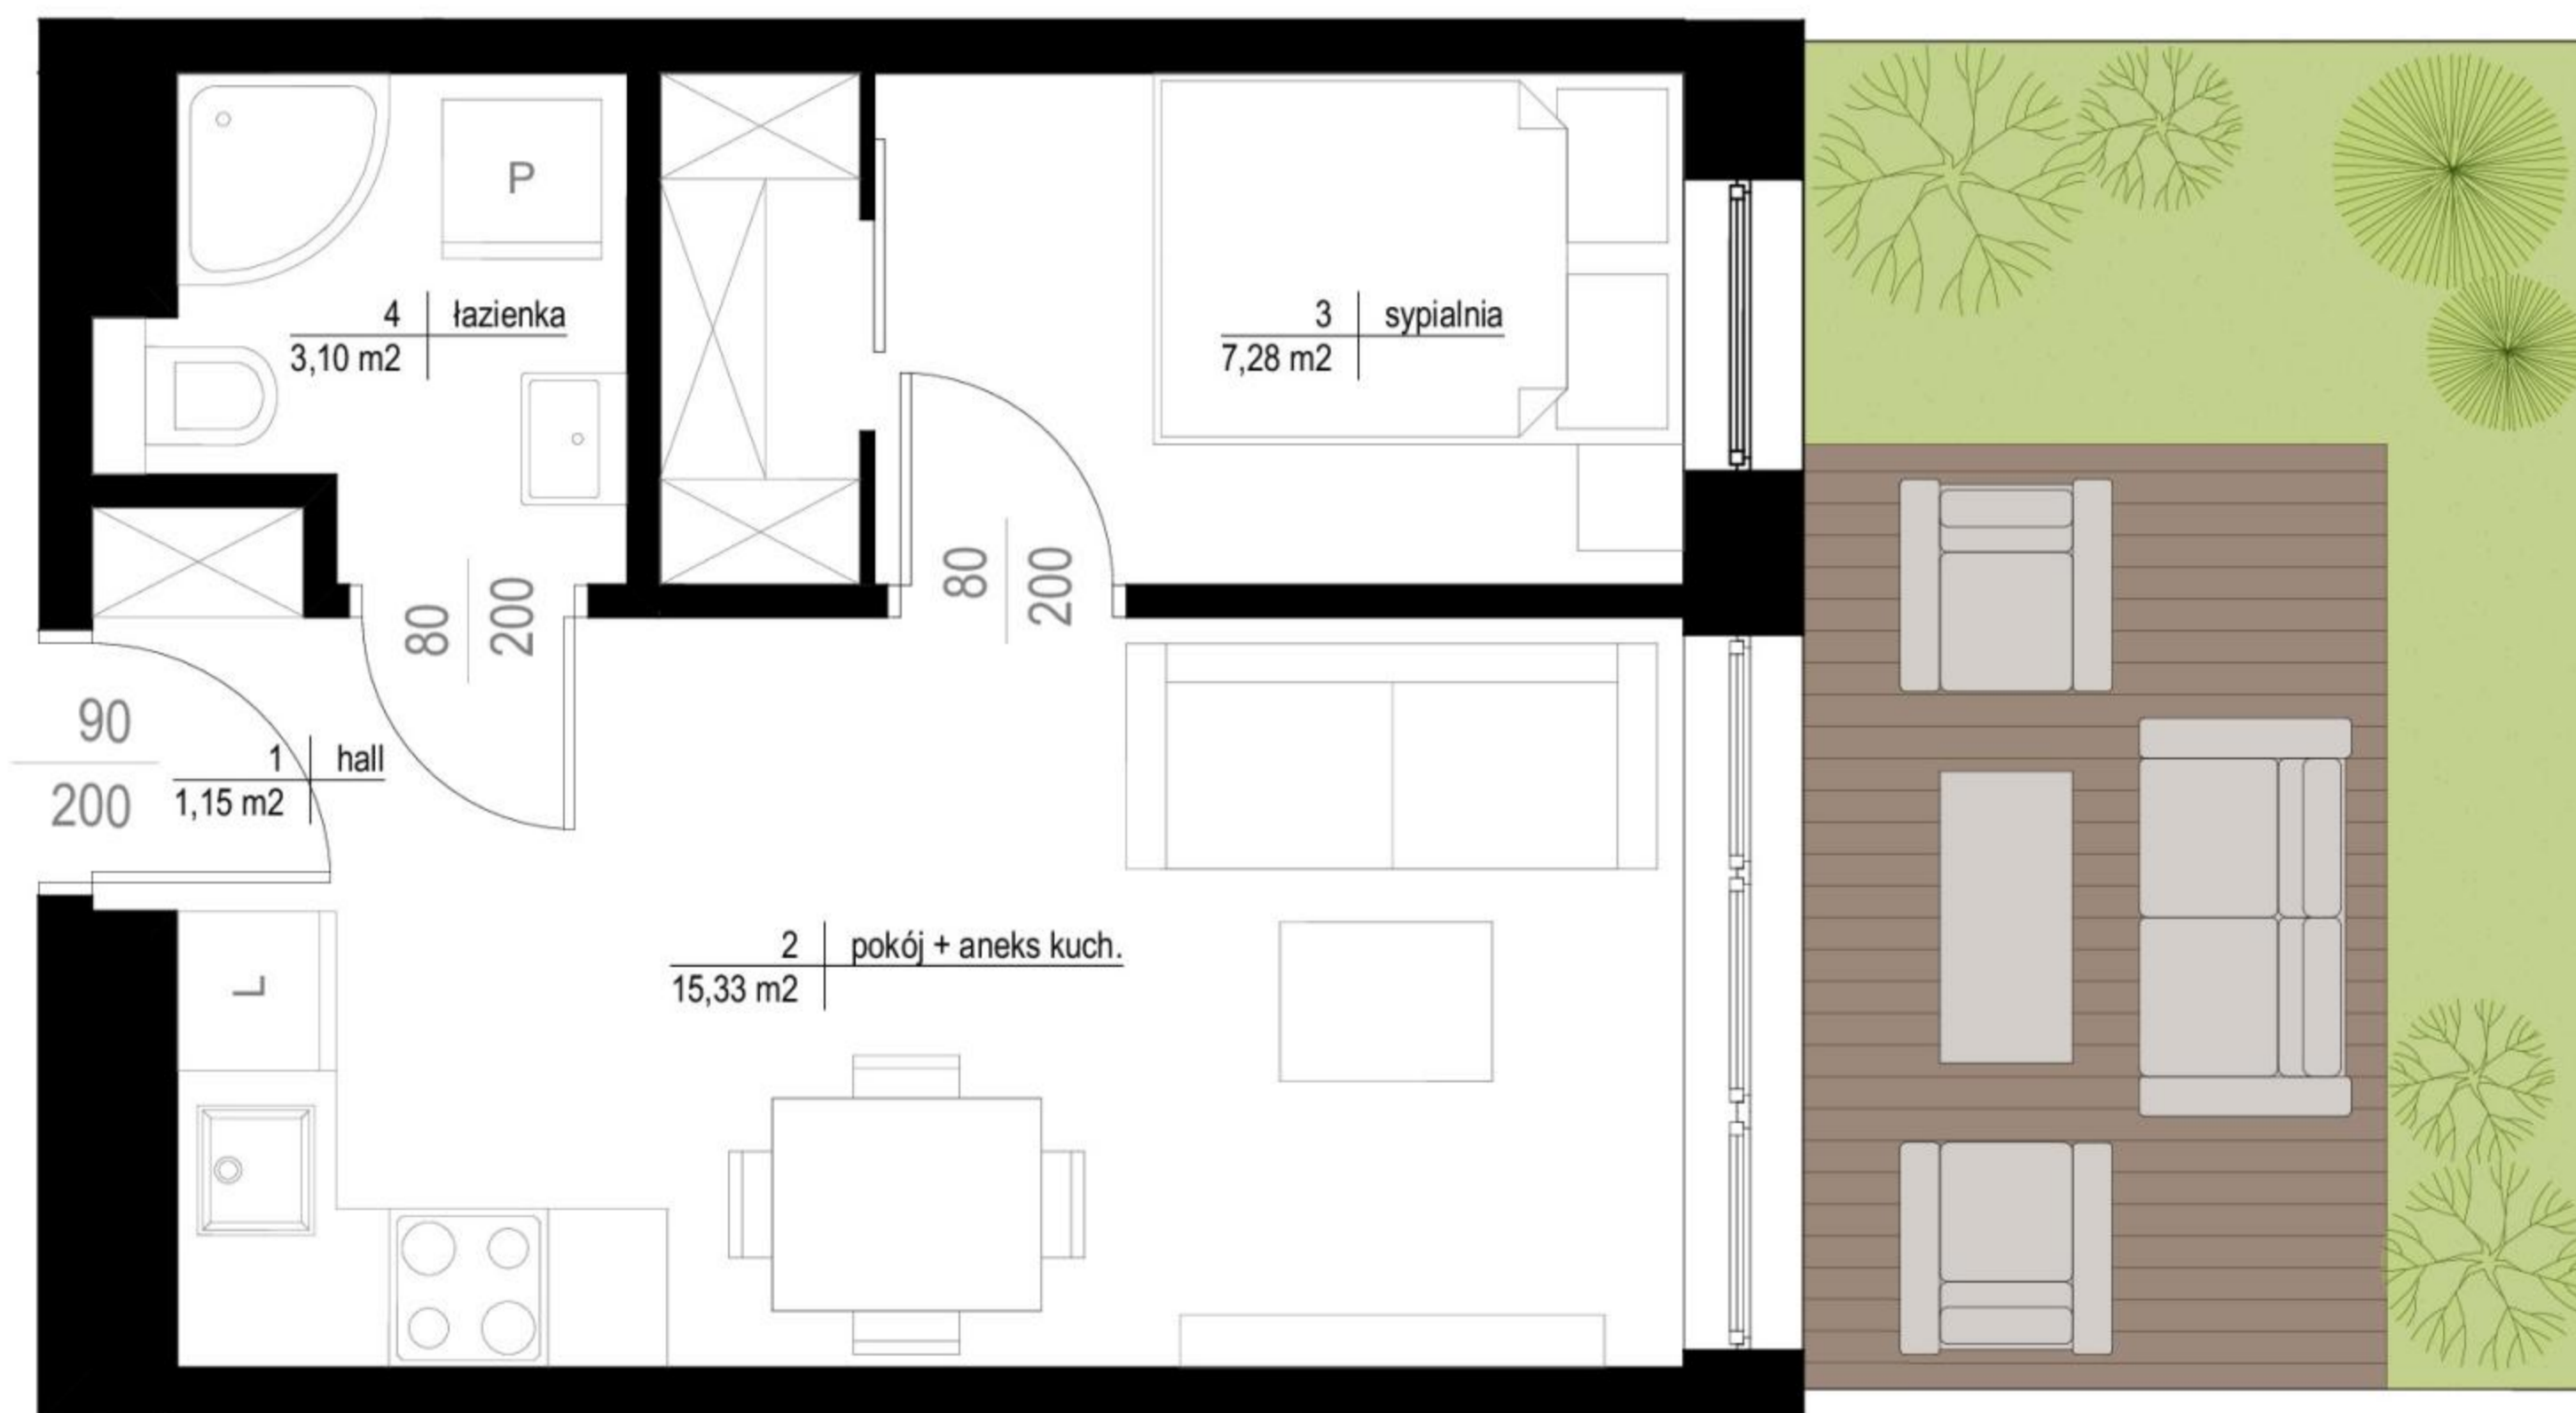 P
4 łazienka
3,10 m2
3 sypialnia
7,28 m2
80
200
80
200
90
200
1 hall
1,15 m2
L
2 pokój + aneks kuch.
15,33 m2